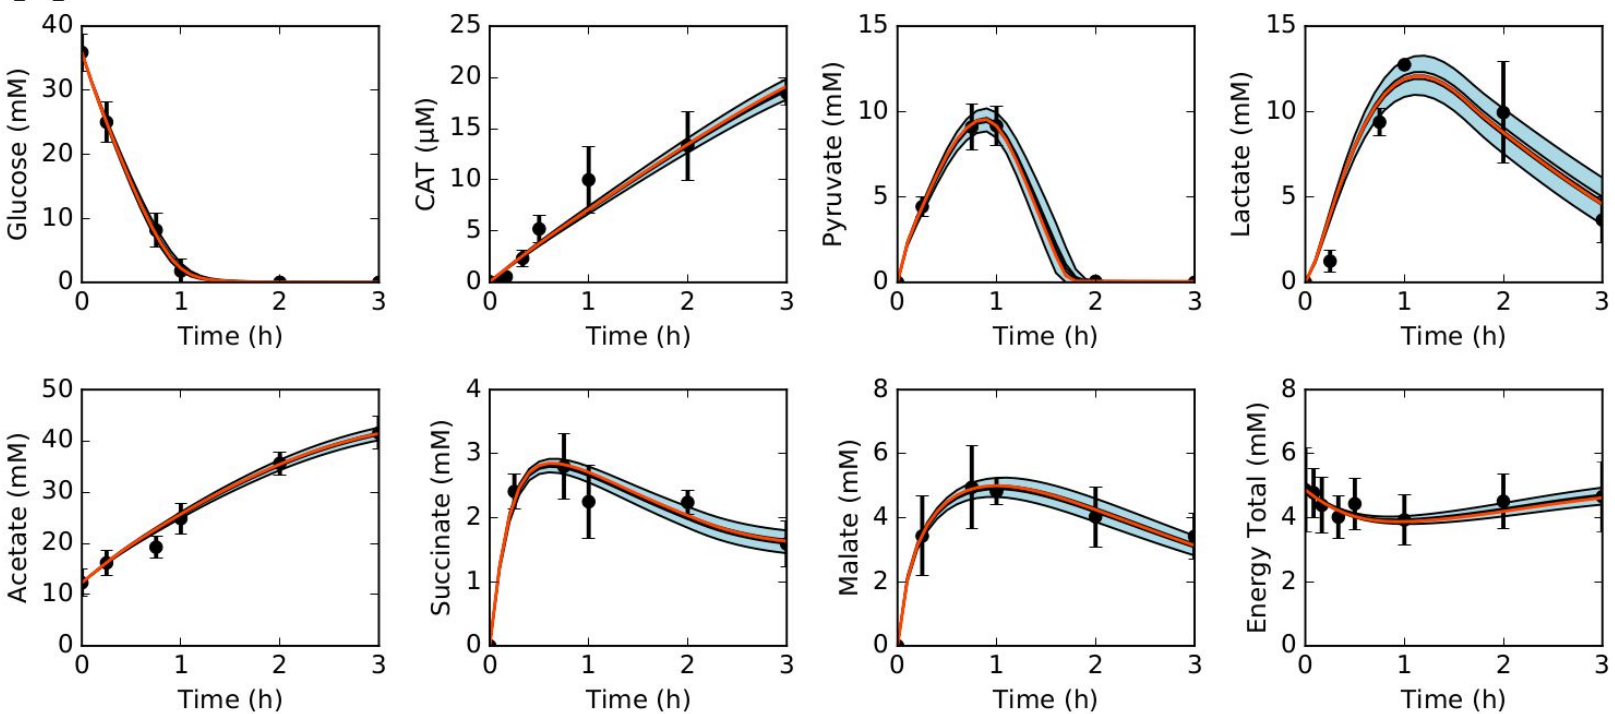 Glucose (mM)
40
30
20
10
0
0 1 2 3
Time (h)
CAT (μM)
25
20
15
10
5
0
0 1 2 3
Time (h)
Pyruvate (mM)
15
10
5
0
0 1 2 3
Time (h)
Lactate (mM)
15
10
5
0
0 1 2 3
Time (h)
Acetate (mM)
50
40
30
20
10
0
0 1 2 3
Time (h)
Succinate (mM)
4
3
2
1
0
0 1 2 3
Time (h)
Malate (mM)
8
6
4
2
0
0 1 2 3
Time (h)
Energy Total (mM)
8
6
4
2
0
0 1 2 3
Time (h)